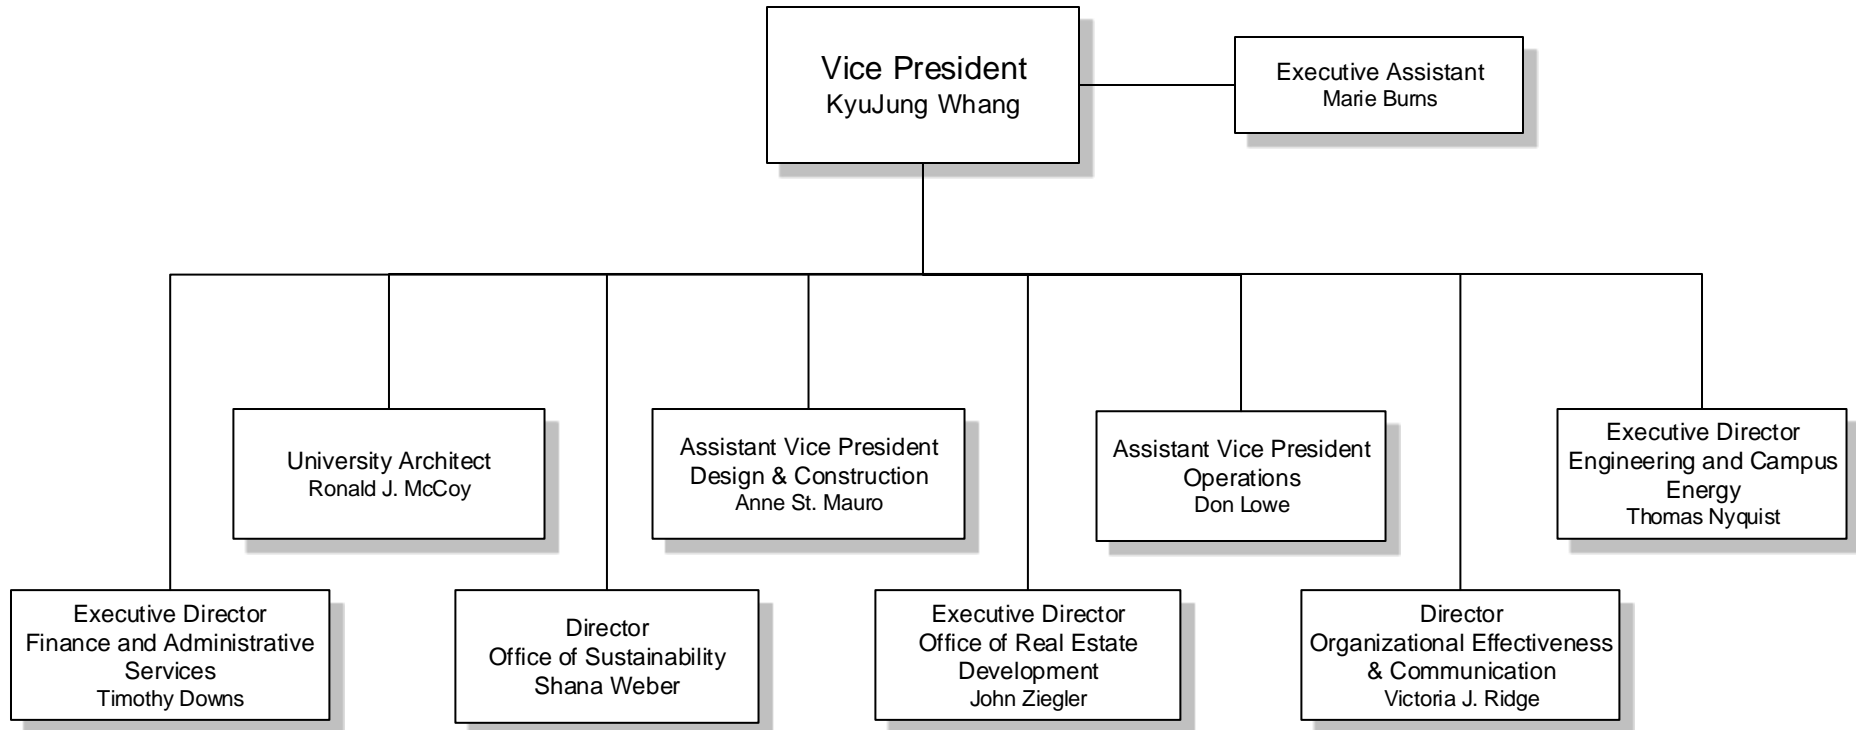 Vice President
KyuJung Whang
Executive Assistant
Marie Burns
University Architect
Ronald J. McCoy
Assistant Vice President
Design & Construction
Anne St. Mauro
Assistant Vice President
Operations
Don Lowe
Executive Director
Engineering and Campus
Energy
Thomas Nyquist
Executive Director
Finance and Administrative
Services
Timothy Downs
Director
Office of Sustainability
Shana Weber
Executive Director
Office of Real Estate
Development
John Ziegler
Director
Organizational Effectiveness
& Communication
Victoria J. Ridge